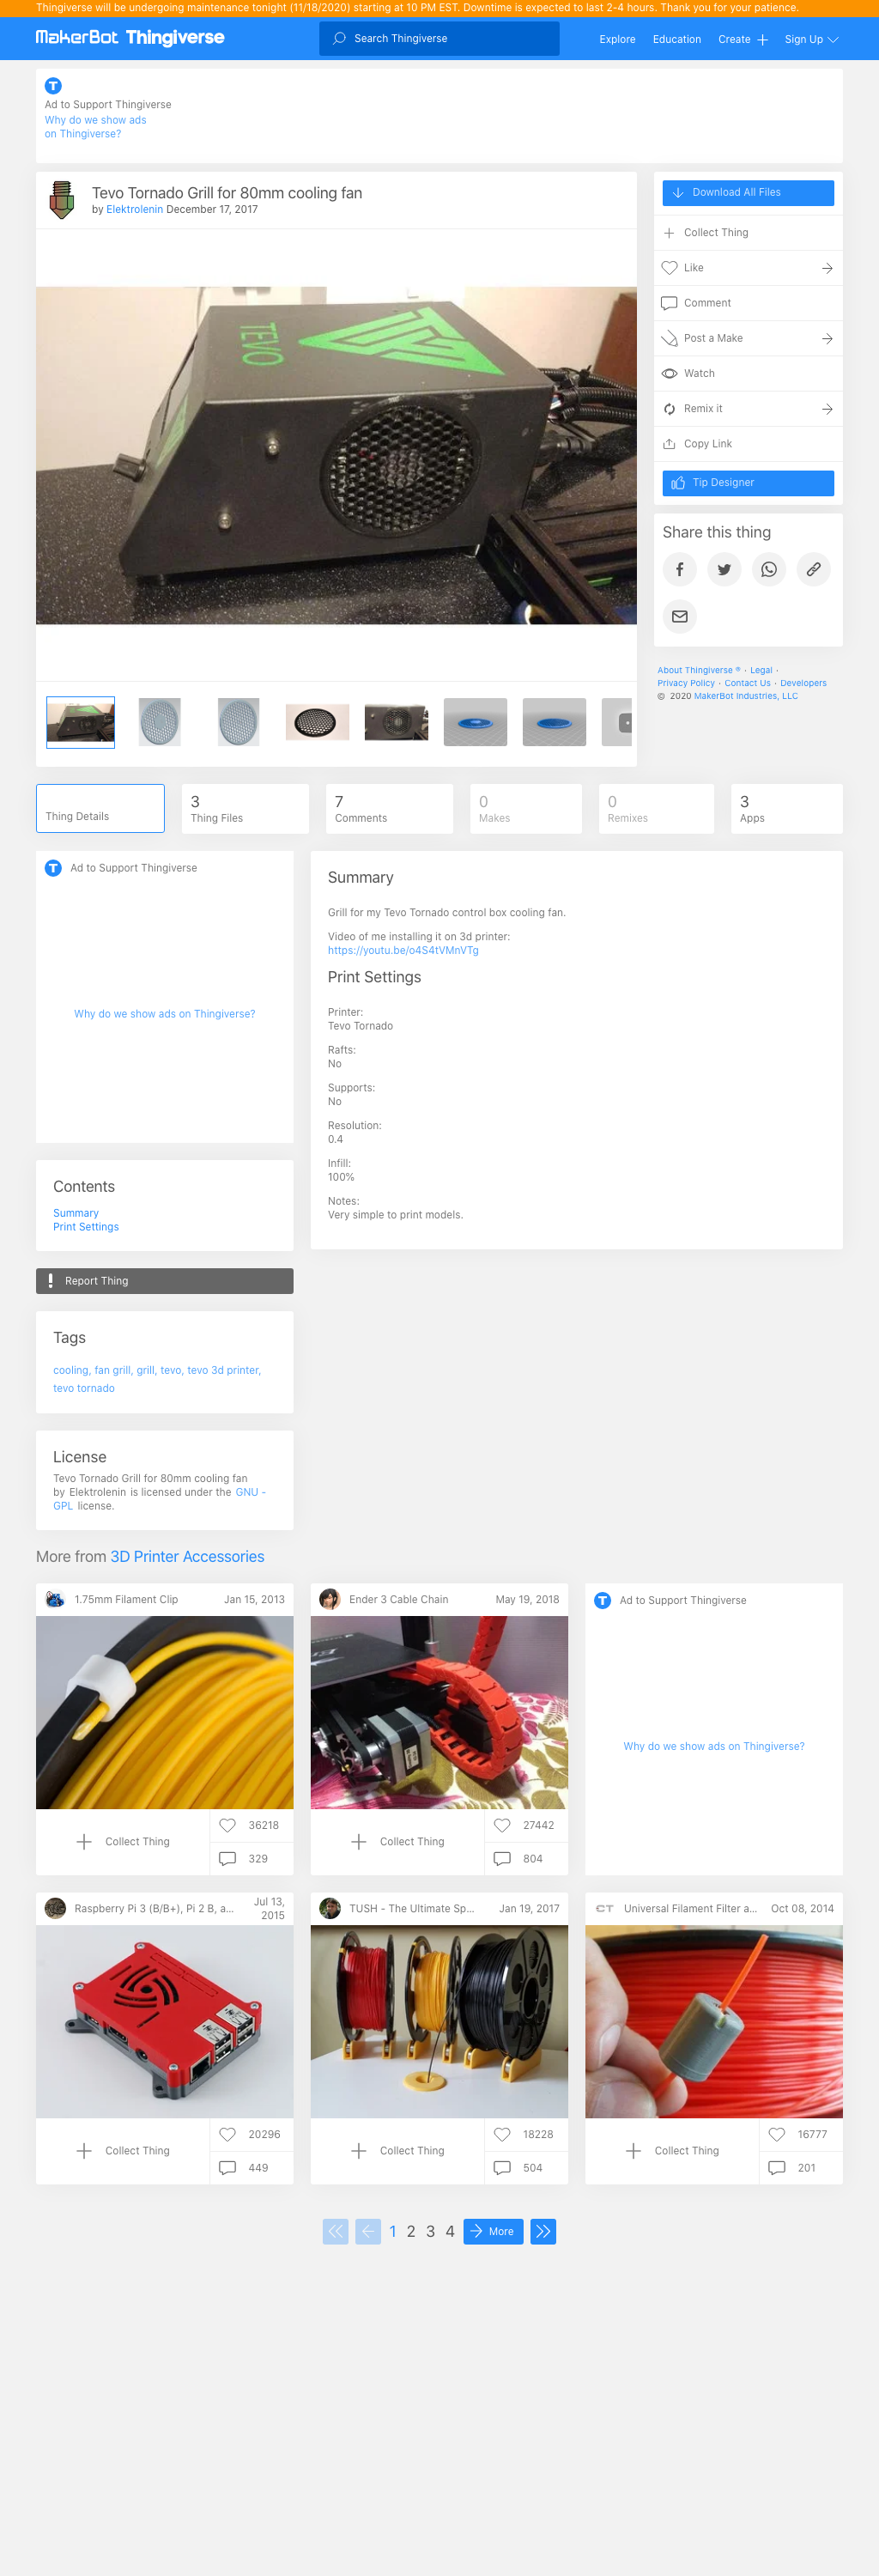 Thingiverse will be undergoing maintenance tonight (11/18/2020) starting at 10 PM EST. Downtime is expected to last 2-4 hours. Thank you for your patience.
MakerBot Thingiverse
Search Thingiverse
Explore
Education
Create
Sign Up
Ad to Support Thingiverse
Why do we show ads
on Thingiverse?
Tevo Tornado Grill for 80mm cooling fan
by Elektrolenin December 17, 2017
TEVO
Download All Files
Collect Thing
Like
Comment
Post a Make
Watch
Remix it
Copy Link
Tip Designer
Share this thing
About Thingiverse ® · Legal ·
Privacy Policy · Contact Us · Developers
© 2020 MakerBot Industries, LLC
Thing Details
3
Thing Files
7
Comments
0
Makes
0
Remixes
3
Apps
Ad to Support Thingiverse
Why do we show ads on Thingiverse?
Summary
Grill for my Tevo Tornado control box cooling fan.
Video of me installing it on 3d printer:
https://youtu.be/o4S4tVMnVTg
Print Settings
Printer:
Tevo Tornado
Rafts:
No
Supports:
No
Resolution:
0.4
Infill:
100%
Notes:
Very simple to print models.
Contents
Summary
Print Settings
Report Thing
Tags
cooling, fan grill, grill, tevo, tevo 3d printer,
tevo tornado
License
Tevo Tornado Grill for 80mm cooling fan
by Elektrolenin is licensed under the GNU -
GPL license.
More from 3D Printer Accessories
1.75mm Filament Clip
Jan 15, 2013
Collect Thing
36218
329
Ender 3 Cable Chain
May 19, 2018
Collect Thing
27442
804
Ad to Support Thingiverse
Why do we show ads on Thingiverse?
Raspberry Pi 3 (B/B+), Pi 2 B, a...
Jul 13,
2015
Collect Thing
20296
449
TUSH - The Ultimate Sp...
Jan 19, 2017
Collect Thing
18228
504
CT
Universal Filament Filter a...
Oct 08, 2014
Collect Thing
16777
201
1 2 3 4
More